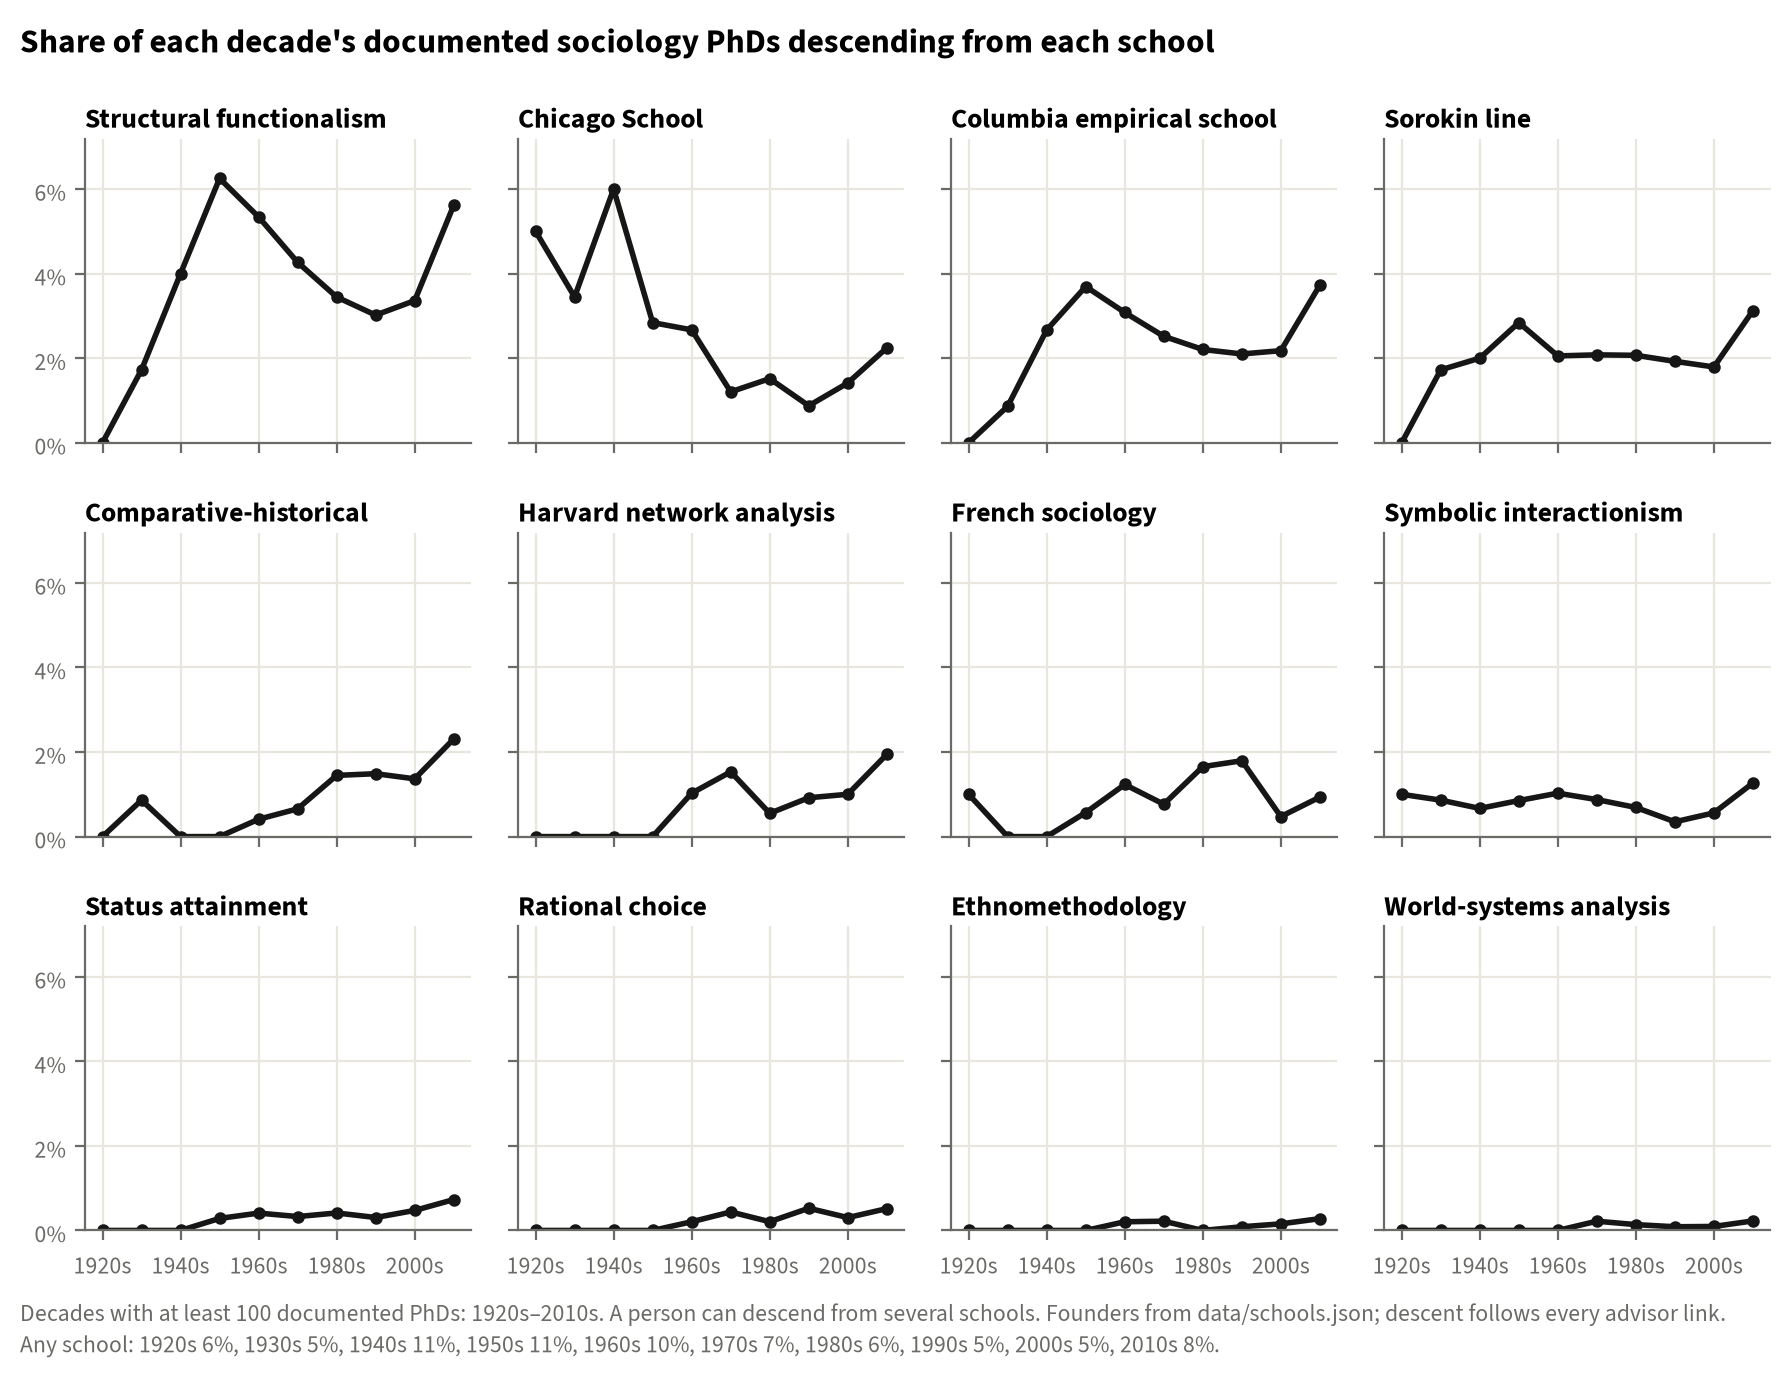 Share of each decade's documented sociology PhDs descending from each school
Structural functionalism
Chicago School
Columbia empirical school
Sorokin line
6%
4%
2%
0%
Comparative-historical
Harvard network analysis
French sociology
Symbolic interactionism
6%
4%
2%
0%
Status attainment
Rational choice
Ethnomethodology
World-systems analysis
6%
4%
2%
0%
1920s 1940s 1960s 1980s 2000s
1920s 1940s 1960s 1980s 2000s
1920s 1940s 1960s 1980s 2000s
1920s 1940s 1960s 1980s 2000s
Decades with at least 100 documented PhDs: 1920s–2010s. A person can descend from several schools. Founders from data/schools.json; descent follows every advisor link.
Any school: 1920s 6%, 1930s 5%, 1940s 11%, 1950s 11%, 1960s 10%, 1970s 7%, 1980s 6%, 1990s 5%, 2000s 5%, 2010s 8%.